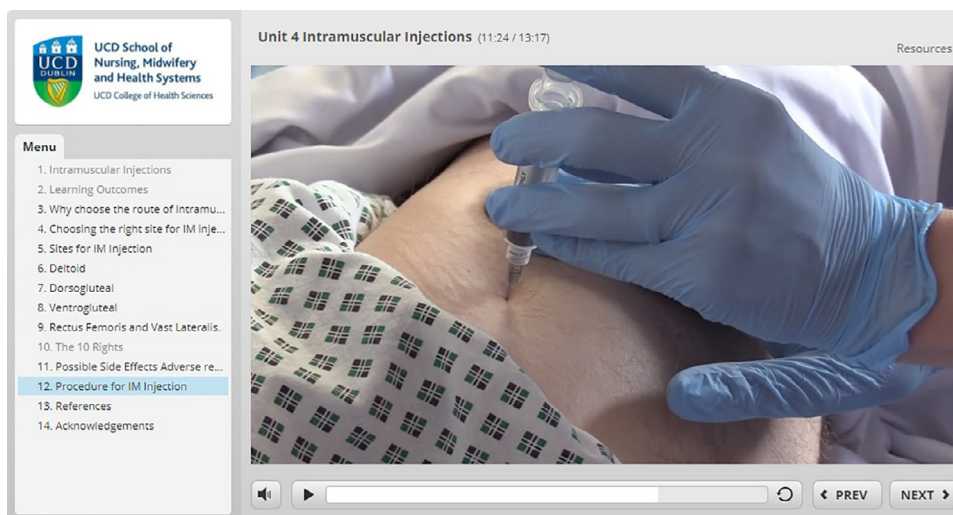 UCD
DUBLIN
UCD School of
Nursing, Midwifery
and Health Systems
UCD College of Health Sciences
Unit 4 Intramuscular Injections (11:24 / 13:17)
Resources
Menu
1. Intramuscular Injections
2. Learning Outcomes
3. Why choose the route of Intramu...
4. Choosing the right site for IM Inje...
5. Sites for IM Injection
6. Deltoid
7. Dorsogluteal
8. Ventrogluteal
9. Rectus Femoris and Vast Lateralis.
10. The 10 Rights
11. Possible Side Effects Adverse re...
12. Procedure for IM Injection
13. References
14. Acknowledgements
PREV
NEXT